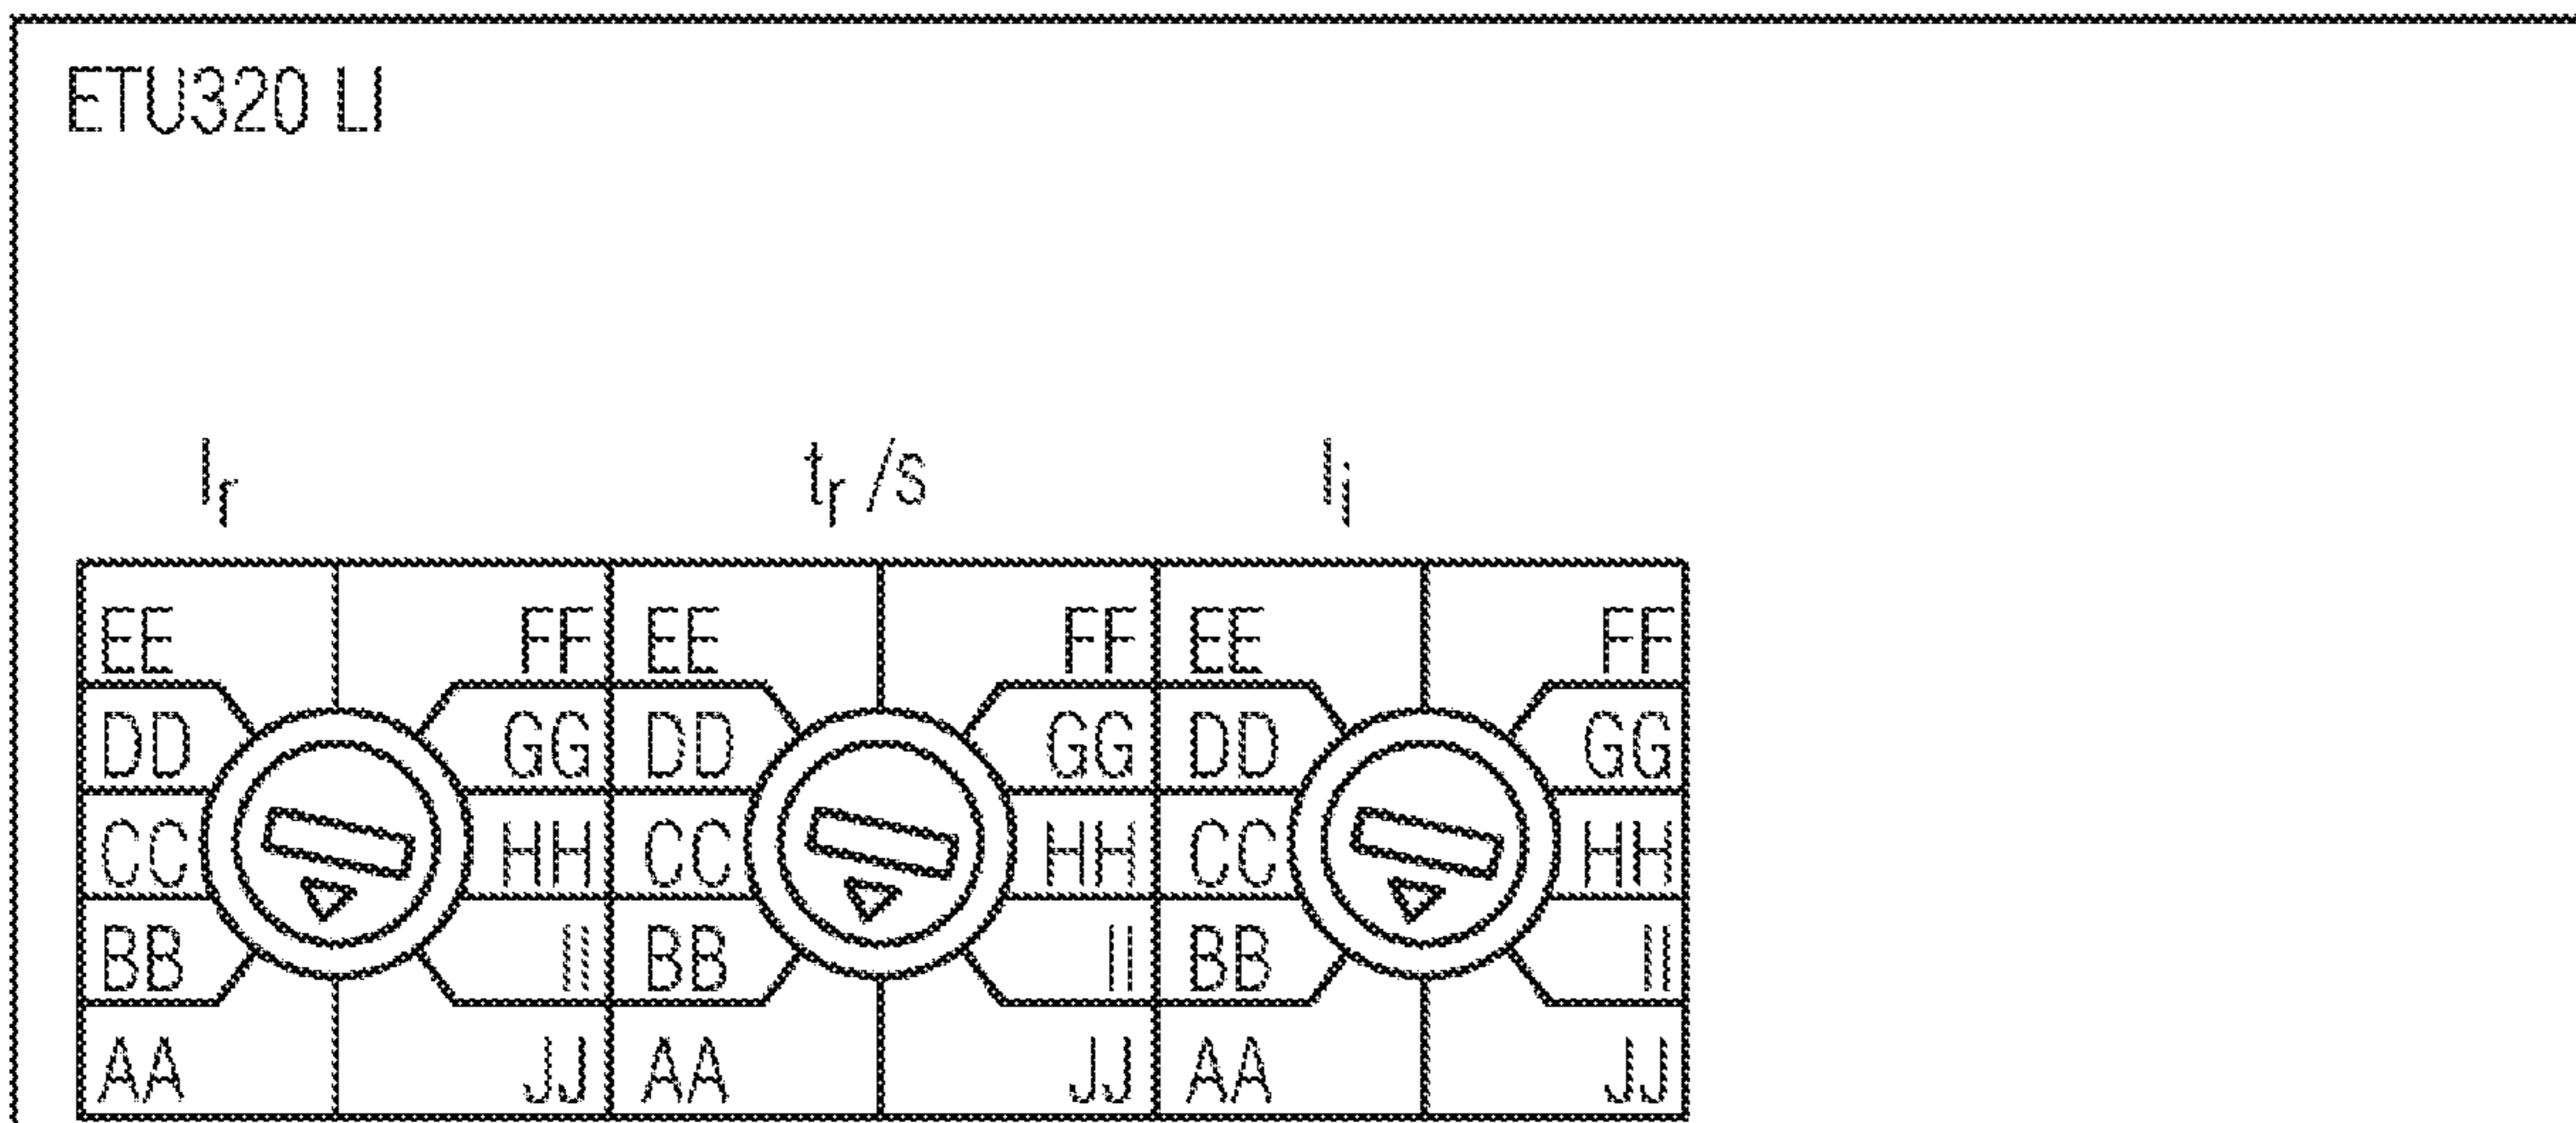 ETU320 LI
Ir tr /s Ii
EE FF EE FF EE FF
DD GG DD GG DD GG
CC HH CC HH CC HH
BB II BB II BB II
AA JJ AA JJ AA JJ